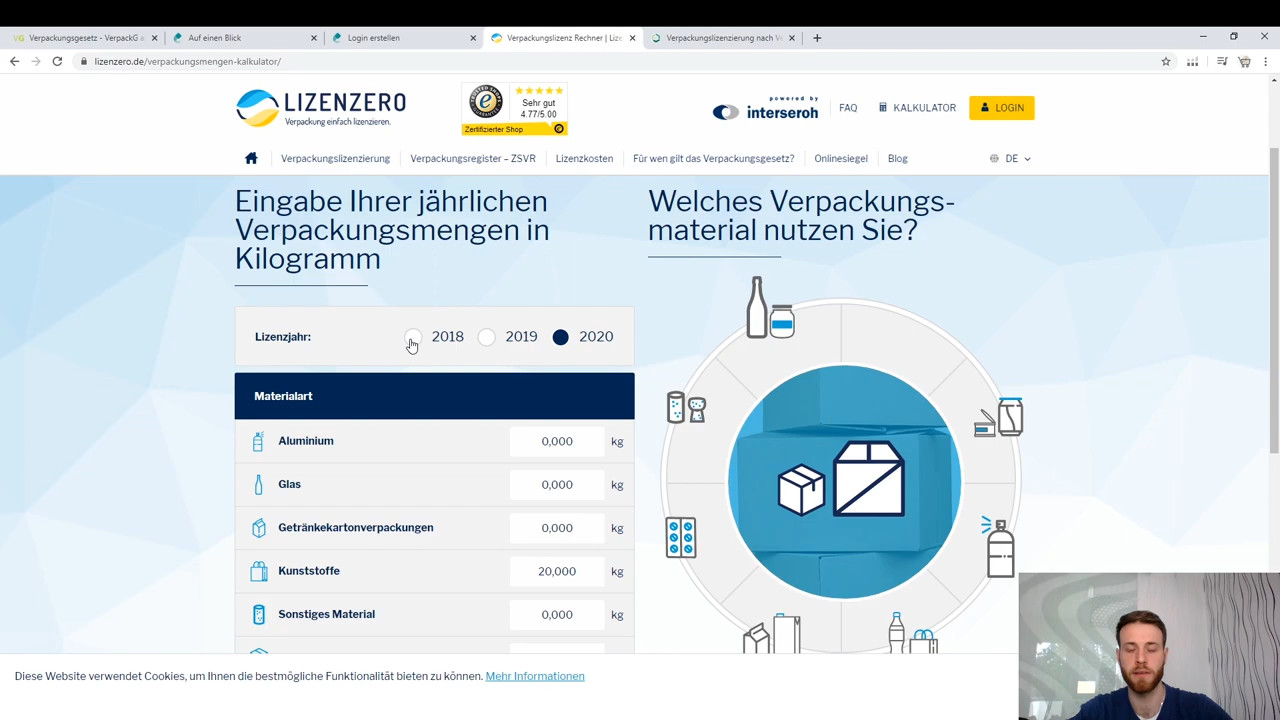 VG Verpackungsgesetz - VerpackG a
Auf einen Blick
Login erstellen
Verpackungslizenz Rechner | Lize
Verpackungslizenzierung nach Ve
lizenzero.de/verpackungsmengen-kalkulator/
LIZENZERO
Verpackung einfach lizenzieren.
Sehr gut
4.77/5.00
Zertifizierter Shop
powered by
interseroh
FAQ
KALKULATOR
LOGIN
Verpackungslizenzierung
Verpackungsregister – ZSVR
Lizenzkosten
Für wen gilt das Verpackungsgesetz?
Onlinesiegel
Blog
DE
Eingabe Ihrer jährlichen
Verpackungsmengen in
Kilogramm
Welches Verpackungs-
material nutzen Sie?
Lizenzjahr: 2018 2019 2020
Materialart
Aluminium 0,000 kg
Glas 0,000 kg
Getränkekartonverpackungen 0,000 kg
Kunststoffe 20,000 kg
Sonstiges Material 0,000 kg
Diese Website verwendet Cookies, um Ihnen die bestmögliche Funktionalität bieten zu können. Mehr Informationen